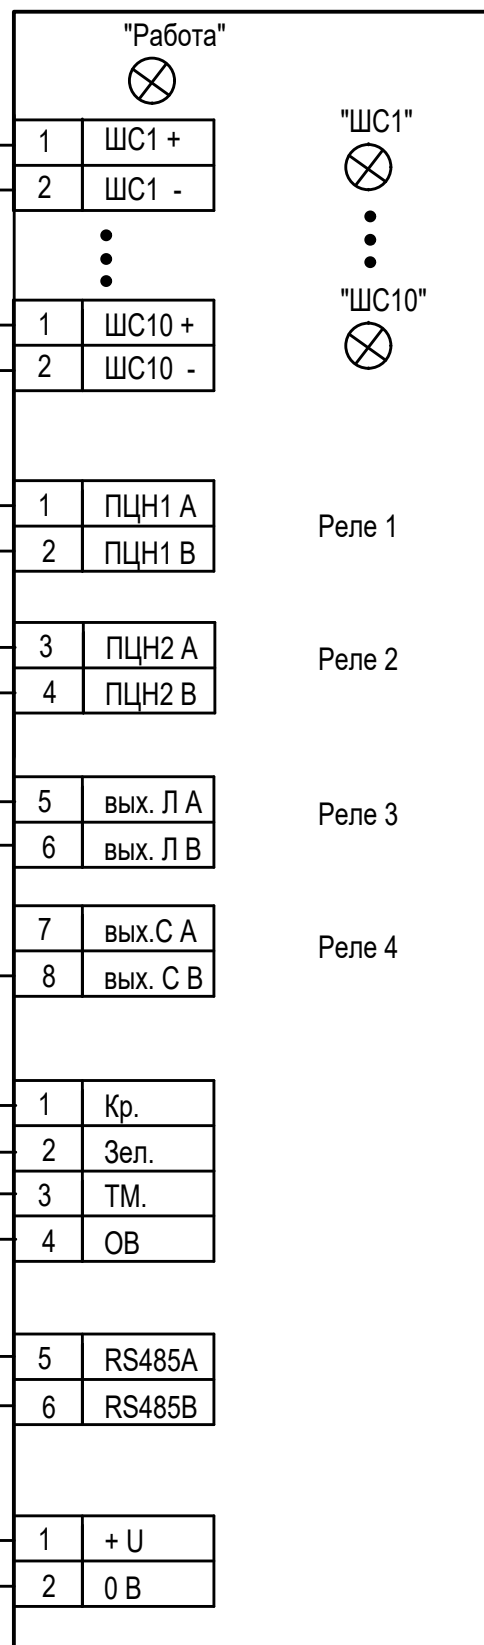 "Работа"
1 ШС1 +
"ШС1"
2 ШС1 -
"ШС10"
1 ШС10 +
2 ШС10 -
1 ПЦН1 А
Реле 1
2 ПЦН1 В
3 ПЦН2 А
Реле 2
4 ПЦН2 В
5 вых. Л А
Реле 3
6 вых. Л В
7 вых.С А
Реле 4
8 вых. С В
1 Кр.
2 Зел.
3 ТМ.
4 ОВ
5 RS485A
6 RS485B
1 + U
2 0 В